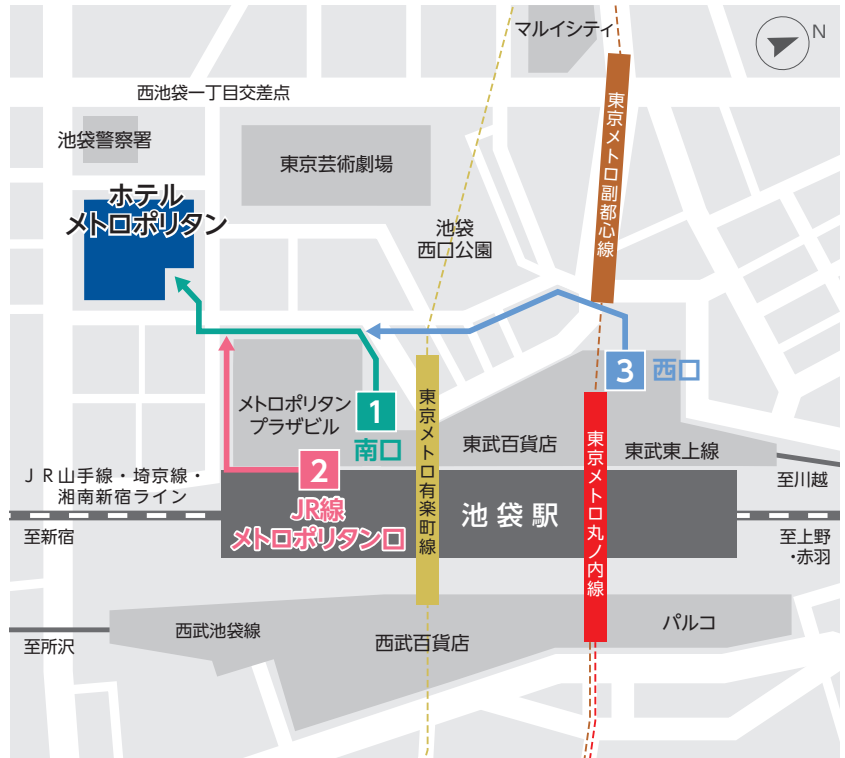 マルイシティ
N
西池袋一丁目交差点
池袋警察署
東京芸術劇場
東京メトロ副都心線
ホテル
メトロポリタン
池袋
西口公園
3
西口
メトロポリタン
プラザビル
1
南口
東京メトロ有楽町線
東武百貨店
東京メトロ丸ノ内線
東武東上線
至川越
JR山手線・埼京線・
湘南新宿ライン
2
JR線
メトロポリタン口
池袋駅
至新宿
至上野
・赤羽
至所沢
西武池袋線
西武百貨店
パルコ